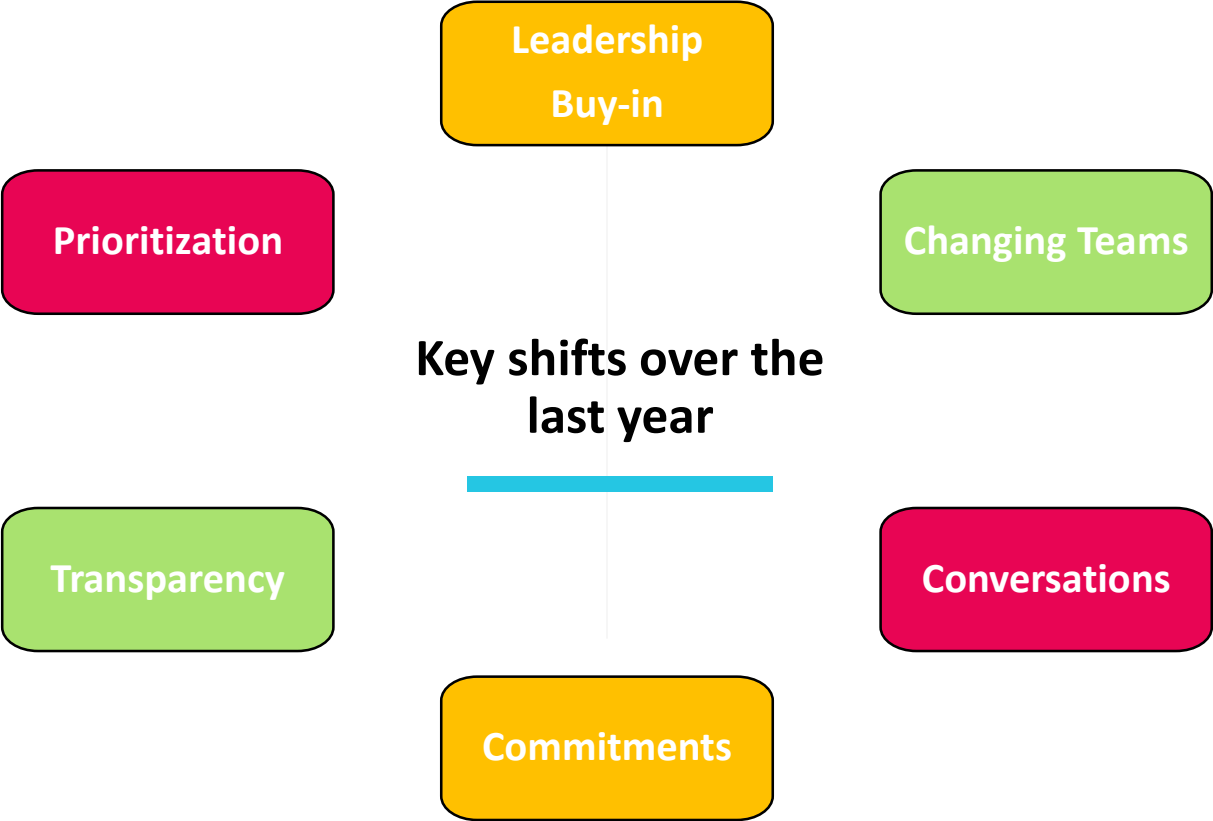 Leadership
Buy-in
Prioritization
Changing Teams
Key shifts over the
last year
Transparency
Conversations
Commitments